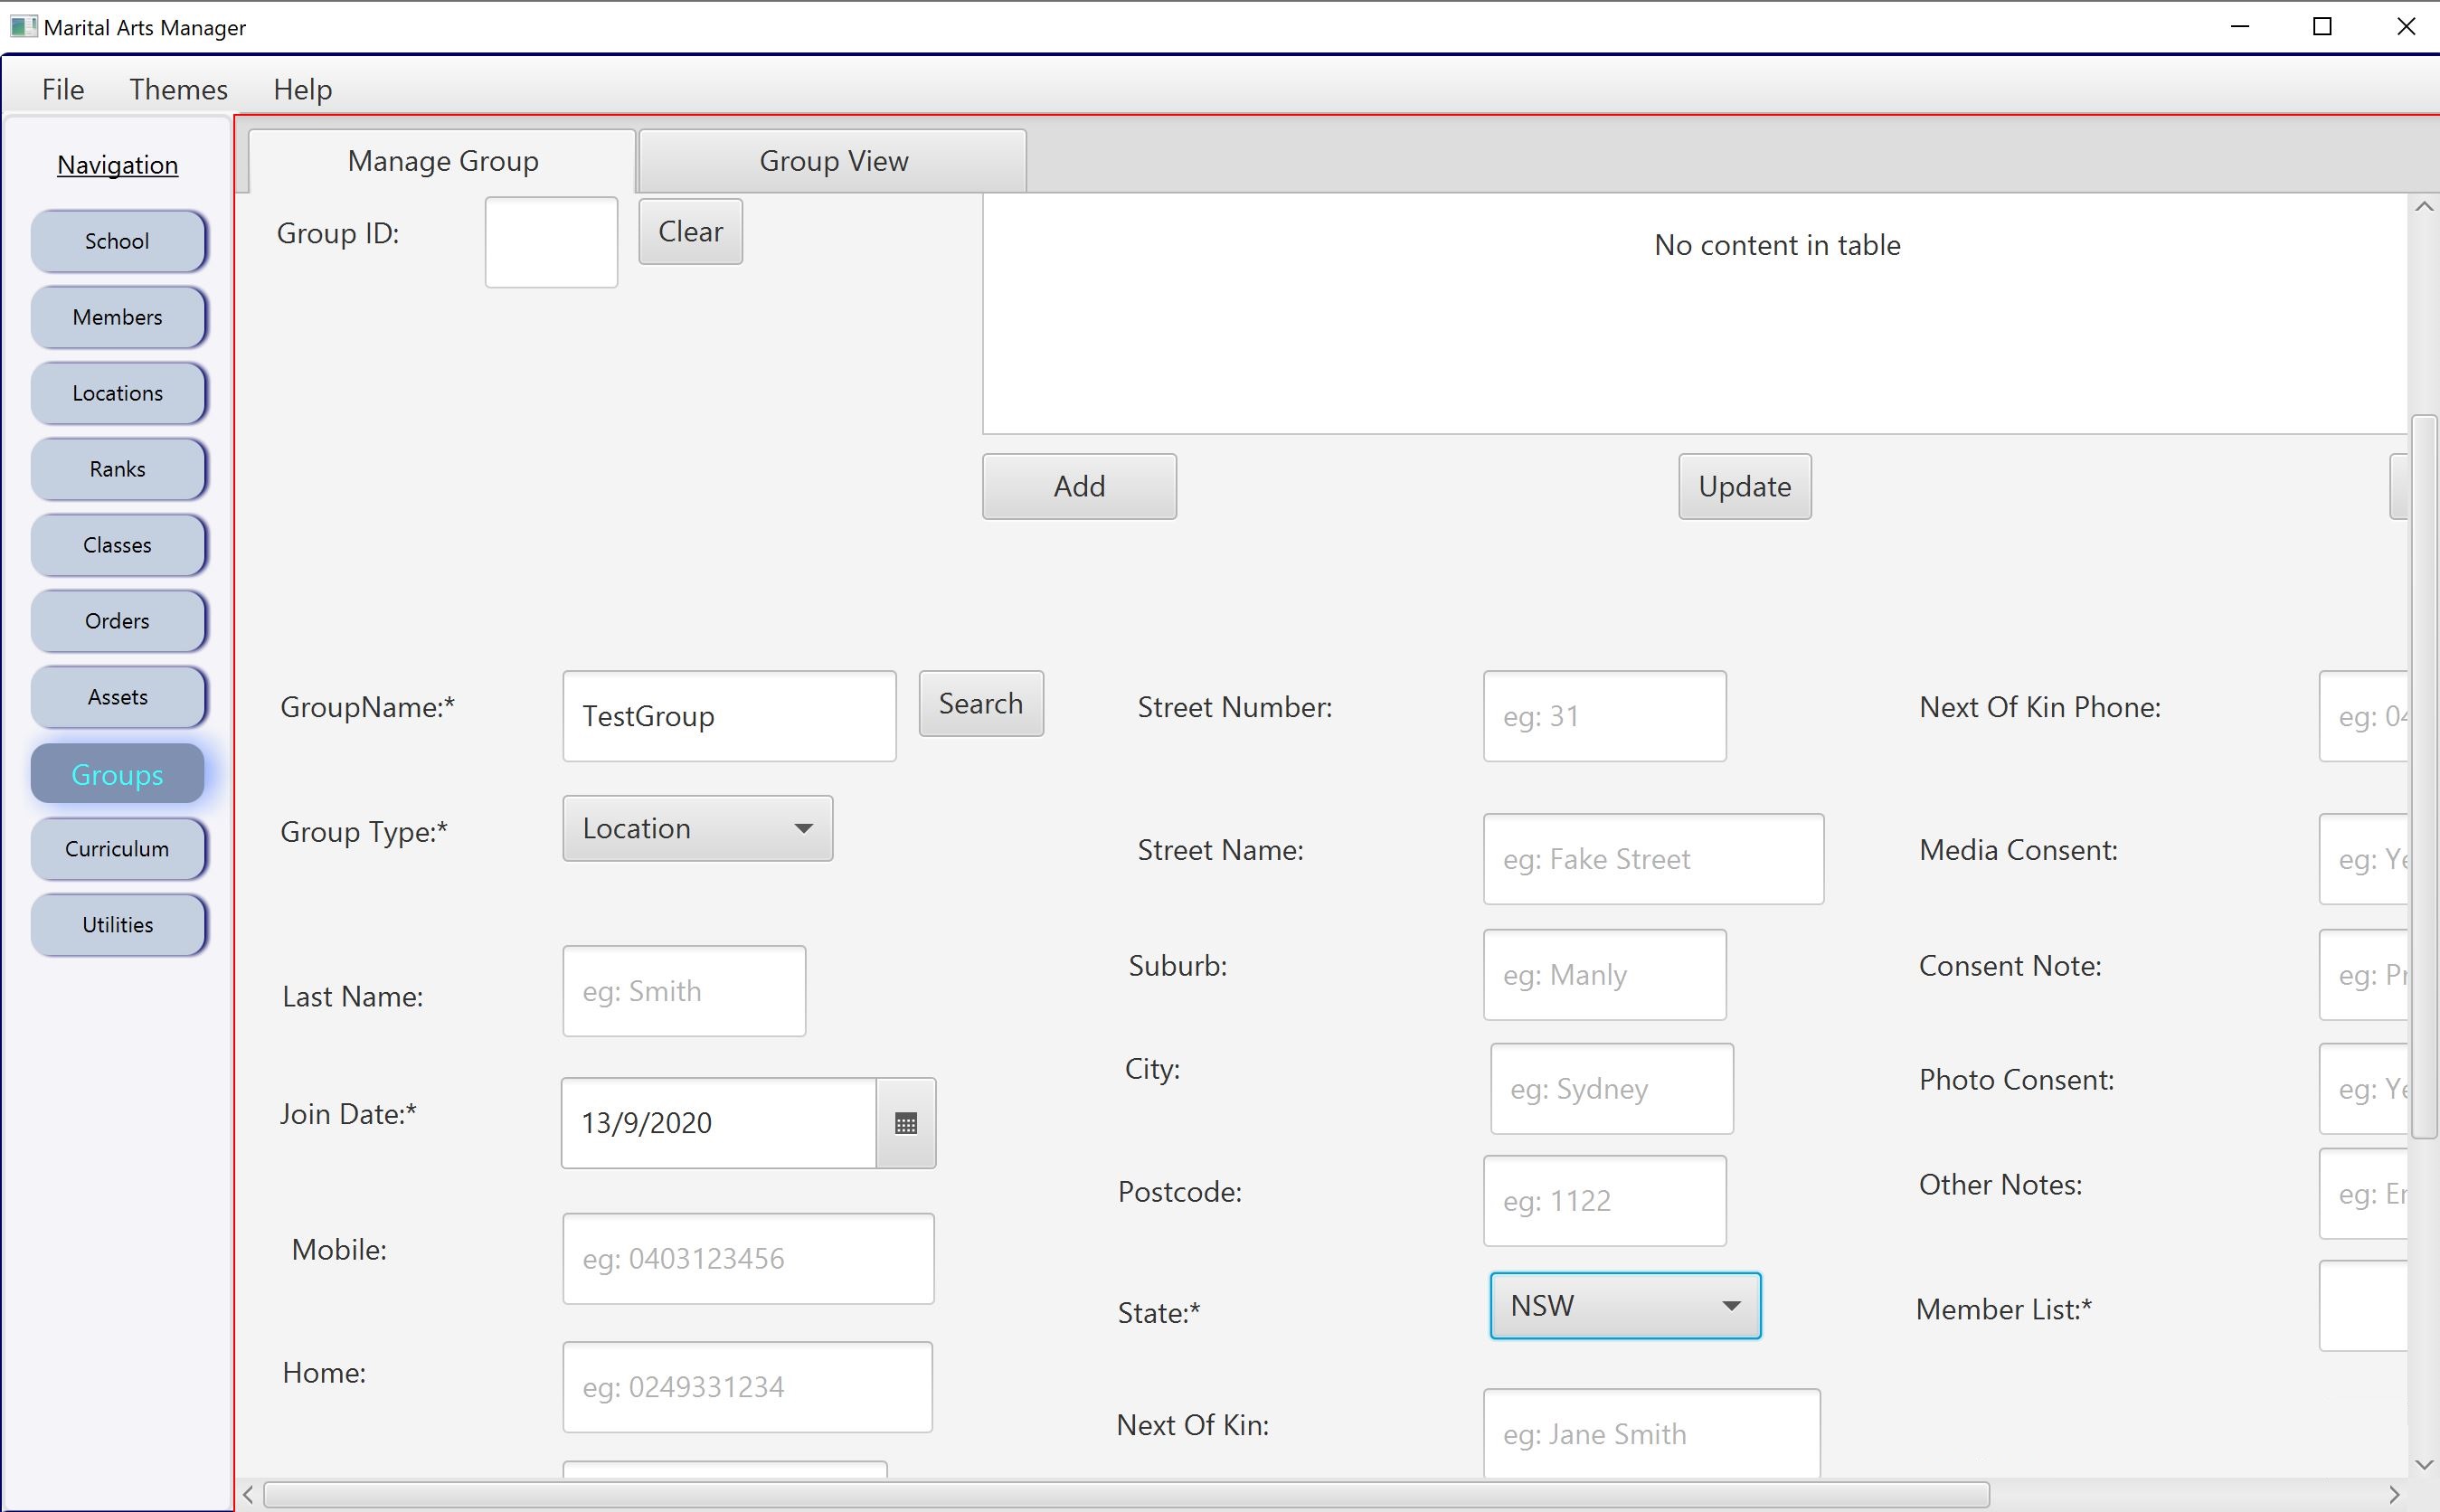 Marital Arts Manager
File Themes Help
Navigation
School
Members
Locations
Ranks
Classes
Orders
Assets
Groups
Curriculum
Utilities
Manage Group Group View
Group ID: Clear
No content in table
Add Update
GroupName:* TestGroup Search
Group Type:* Location
Last Name: eg: Smith
Join Date:* 13/9/2020
Mobile: eg: 0403123456
Home: eg: 0249331234
Street Number: eg: 31
Street Name: eg: Fake Street
Suburb: eg: Manly
City: eg: Sydney
Postcode: eg: 1122
State:* NSW
Next Of Kin: eg: Jane Smith
Next Of Kin Phone: eg: 04
Media Consent: eg:
Consent Note: eg:
Photo Consent: eg:
Other Notes: eg:
Member List:*